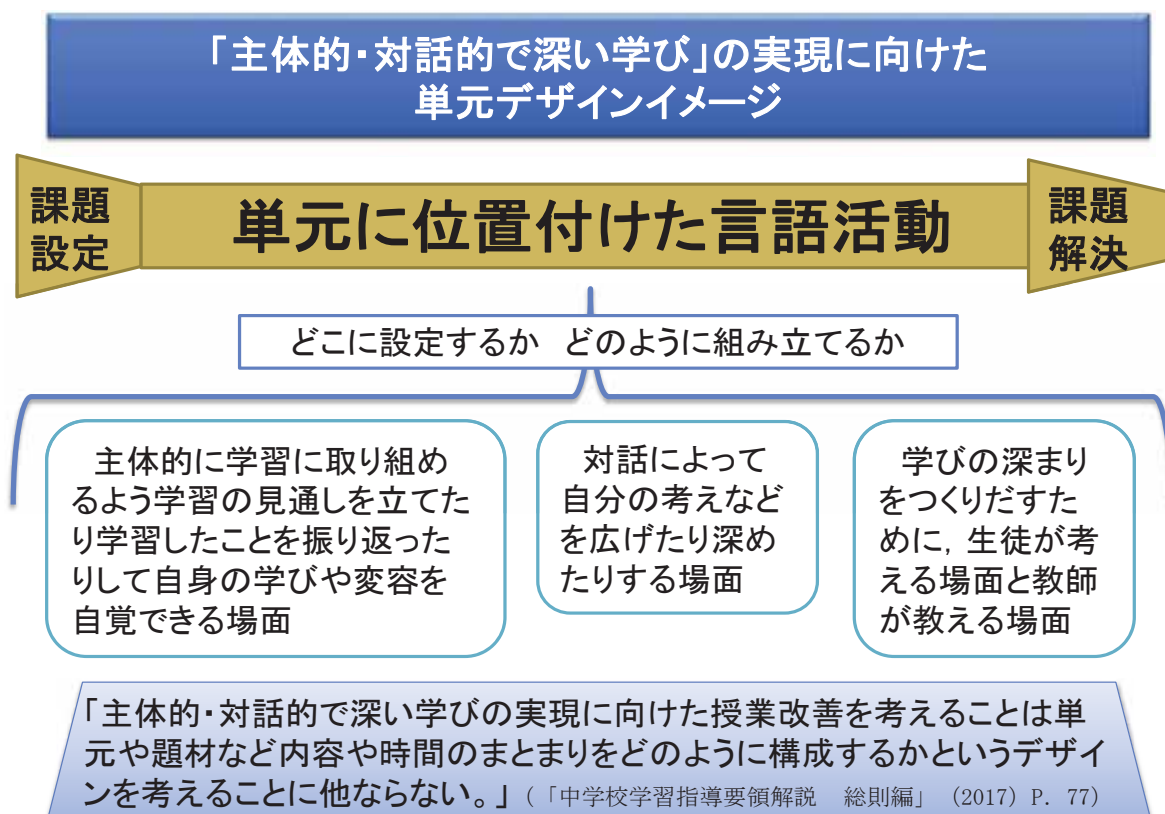 「主体的・対話的で深い学び」の実現に向けた
単元デザインイメージ
課題
設定
単元に位置付けた言語活動
課題
解決
どこに設定するか　どのように組み立てるか
主体的に学習に取り組め
るよう学習の見通しを立てた
り学習したことを振り返った
りして自身の学びや変容を
自覚できる場面
対話によって
自分の考えなど
を広げたり深め
たりする場面
学びの深まり
をつくりだすた
めに，生徒が考
える場面と教師
が教える場面
「主体的・対話的で深い学びの実現に向けた授業改善を考えることは単
元や題材など内容や時間のまとまりをどのように構成するかというデザイ
ンを考えることに他ならない。」（「中学校学習指導要領解説　総則編」（2017）P. 77）